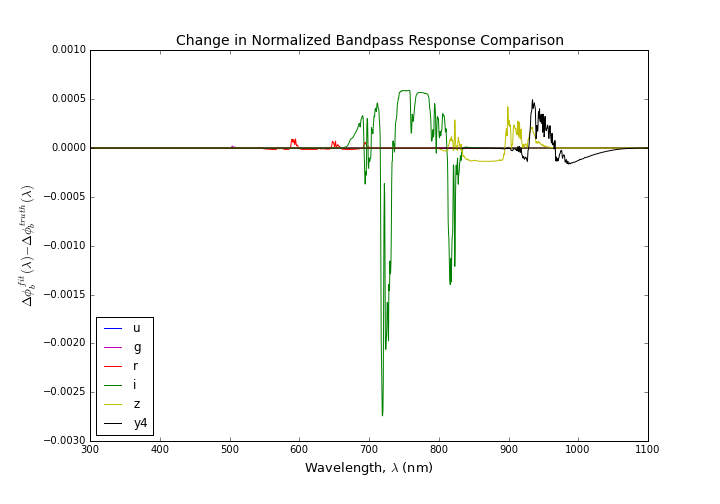 Change in Normalized Bandpass Response Comparison
0.0010
0.0005
0.0000
−0.0005
−0.0010
−0.0015
−0.0020
−0.0025
−0.0030
Δϕ_b^{fit}(λ)−Δϕ_b^{truth}(λ)
u
g
r
i
z
y4
300 400 500 600 700 800 900 1000 1100
Wavelength, λ (nm)